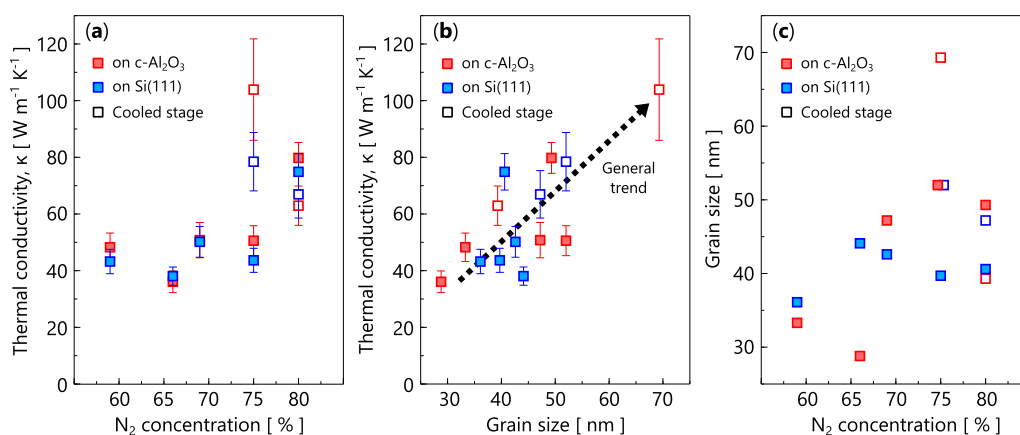 (a)
on c-Al₂O₃
on Si(111)
Cooled stage
Thermal conductivity, κ [ W m⁻¹ K⁻¹ ]
120
100
80
60
40
20
0
60
65
70
75
80
N₂ concentration [ % ]
(b)
on c-Al₂O₃
on Si(111)
Cooled stage
General
trend
Thermal conductivity, κ [ W m⁻¹ K⁻¹ ]
120
100
80
60
40
20
0
30
40
50
60
70
Grain size [ nm ]
(c)
on c-Al₂O₃
on Si(111)
Cooled stage
Grain size [ nm ]
70
60
50
40
30
60
65
70
75
80
N₂ concentration [ % ]